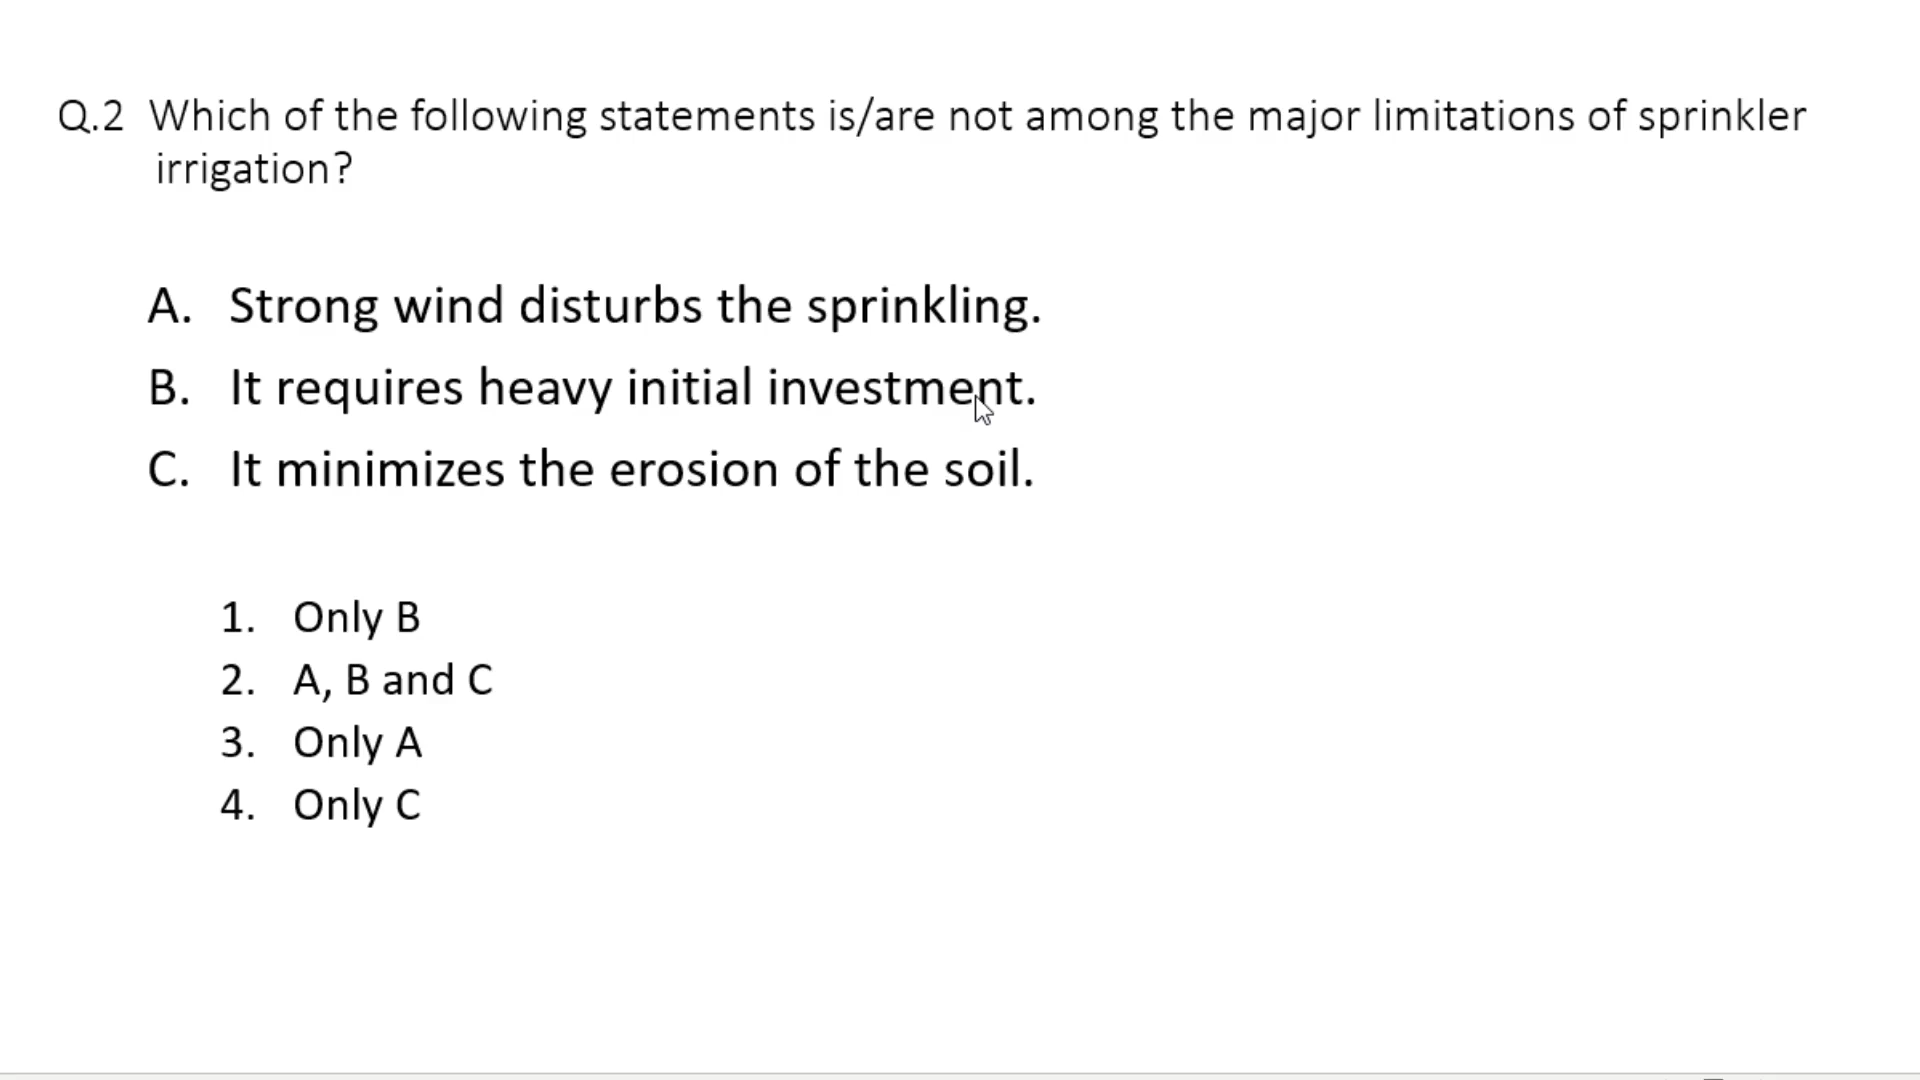 Q.2 Which of the following statements is/are not among the major limitations of sprinkler
irrigation?
A. Strong wind disturbs the sprinkling.
B. It requires heavy initial investment.
C. It minimizes the erosion of the soil.
1. Only B
2. A, B and C
3. Only A
4. Only C